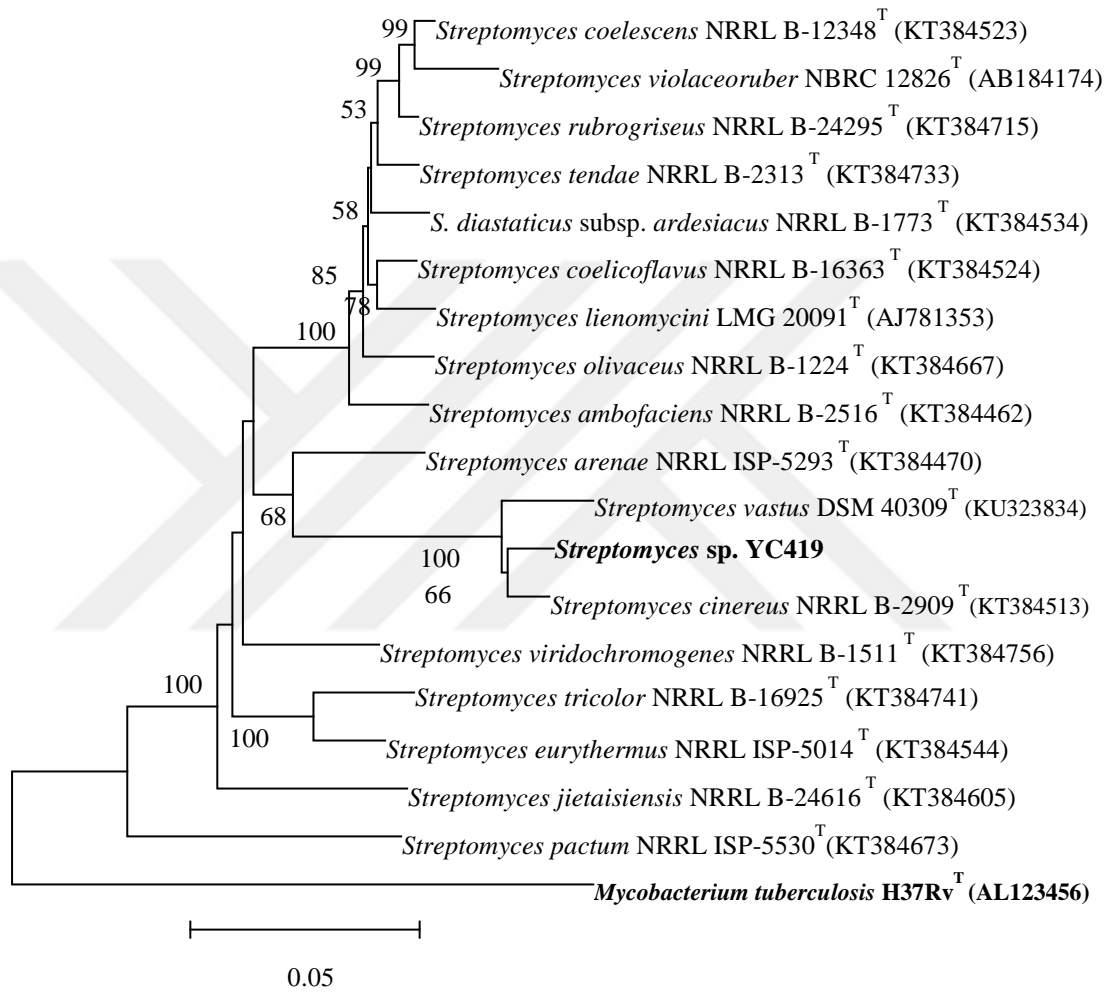 99
Streptomyces coelescens NRRL B-12348T (KT384523)
99
Streptomyces violaceoruber NBRC 12826T (AB184174)
53
Streptomyces rubrogriseus NRRL B-24295T (KT384715)
Streptomyces tendae NRRL B-2313T (KT384733)
58
S. diastaticus subsp. ardesiacus NRRL B-1773T (KT384534)
85
Streptomyces coelicoflavus NRRL B-16363T (KT384524)
78
Streptomyces lienomycini LMG 20091T (AJ781353)
100
Streptomyces olivaceus NRRL B-1224T (KT384667)
Streptomyces ambofaciens NRRL B-2516T (KT384462)
Streptomyces arenae NRRL ISP-5293T(KT384470)
68
Streptomyces vastus DSM 40309T (KU323834)
100
Streptomyces sp. YC419
66
Streptomyces cinereus NRRL B-2909T(KT384513)
Streptomyces viridochromogenes NRRL B-1511T (KT384756)
100
Streptomyces tricolor NRRL B-16925T (KT384741)
100
Streptomyces eurythermus NRRL ISP-5014T (KT384544)
Streptomyces jietaisiensis NRRL B-24616T (KT384605)
Streptomyces pactum NRRL ISP-5530T(KT384673)
Mycobacterium tuberculosis H37RvT (AL123456)
0.05